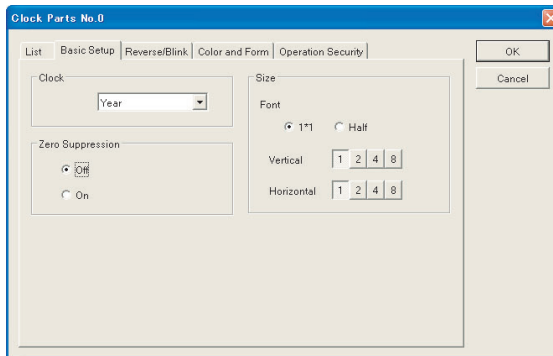 Clock Parts No.0
List Basic Setup Reverse/Blink Color and Form Operation Security
OK
Cancel
Clock
Year
Zero Suppression
Off
On
Size
Font
1*1 Half
Vertical 1 2 4 8
Horizontal 1 2 4 8